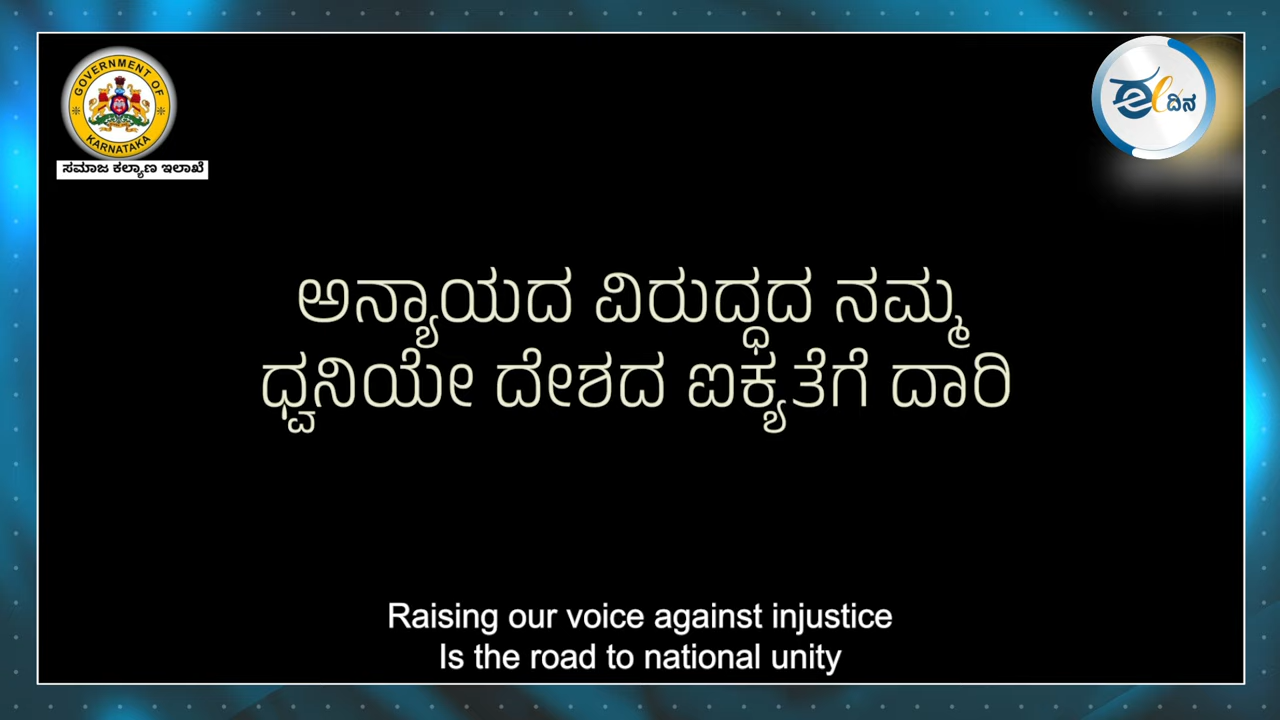 GOVERNMENT OF
KARNATAKA
ಸಮಾಜ ಕಲ್ಯಾಣ ಇಲಾಖೆ
ಈ ದಿನ
ಅನ್ಯಾಯದ ವಿರುದ್ಧದ ನಮ್ಮ
ಧ್ವನಿಯೇ ದೇಶದ ಐಕ್ಯತೆಗೆ ದಾರಿ
Raising our voice against injustice
Is the road to national unity